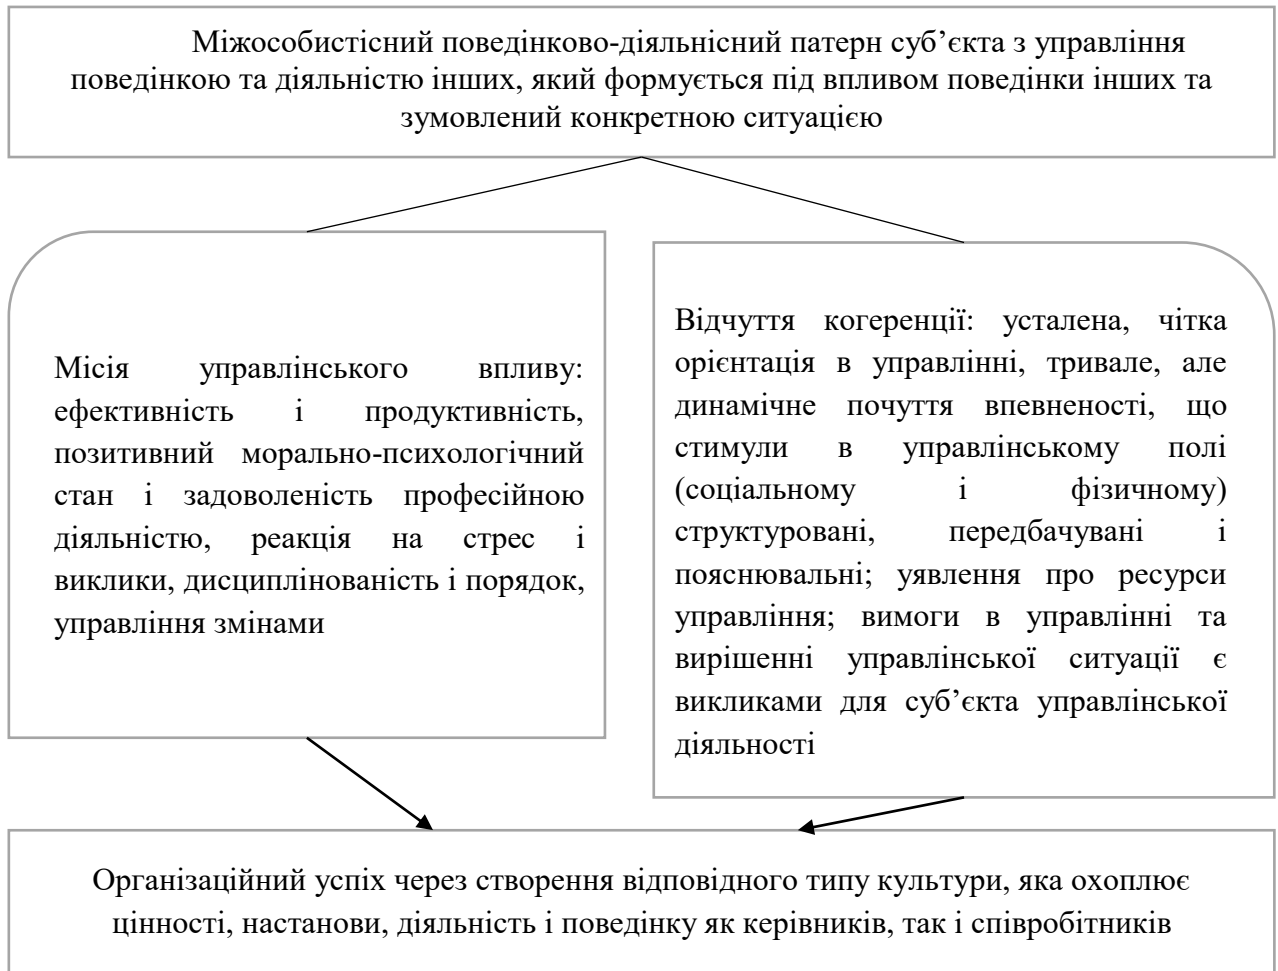 Міжособистісний поведінково-діяльнісний патерн суб’єкта з управління
поведінкою та діяльністю інших, який формується під впливом поведінки інших та
зумовлений конкретною ситуацією
Місія управлінського впливу:
ефективність і продуктивність,
позитивний морально-психологічний
стан і задоволеність професійною
діяльністю, реакція на стрес і
виклики, дисциплінованість і порядок,
управління змінами
Відчуття когеренції: усталена, чітка
орієнтація в управлінні, тривале, але
динамічне почуття впевненості, що
стимули в управлінському полі
(соціальному і фізичному)
структуровані, передбачувані і
пояснювальні; уявлення про ресурси
управління; вимоги в управлінні та
вирішенні управлінської ситуації є
викликами для суб’єкта управлінської
діяльності
Організаційний успіх через створення відповідного типу культури, яка охоплює
цінності, настанови, діяльність і поведінку як керівників, так і співробітників